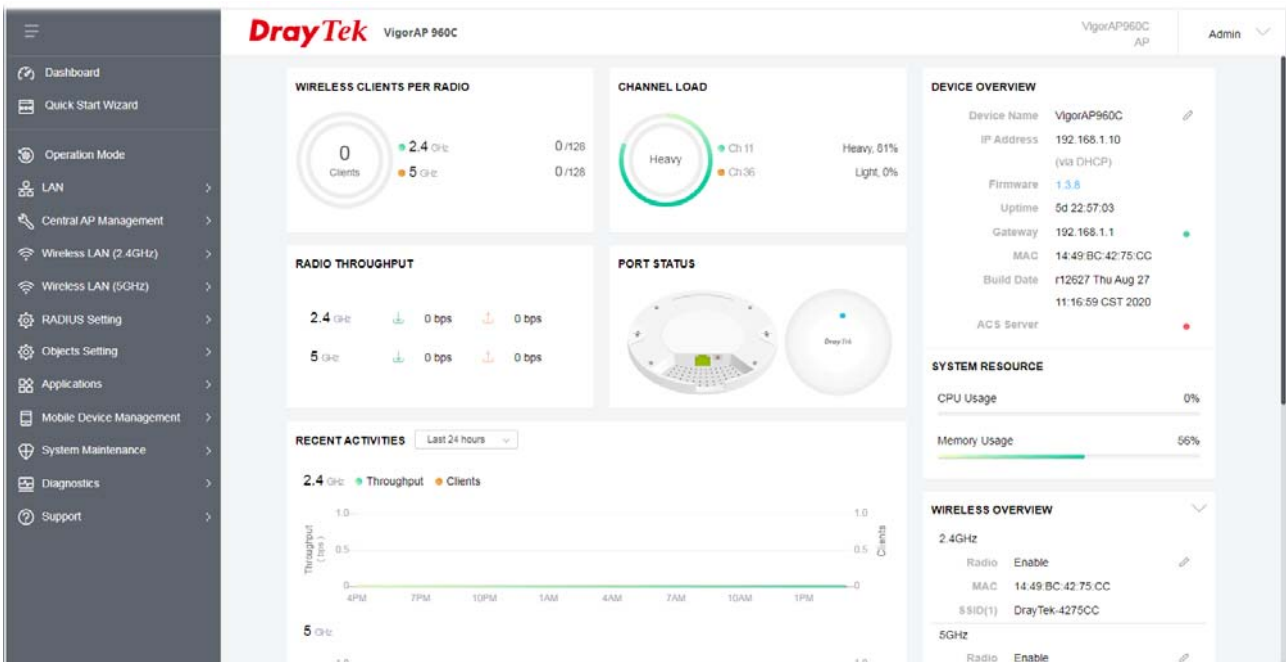 DrayTek VigorAP 960C
VigorAP960C
AP
Admin
Dashboard
Quick Start Wizard
Operation Mode
LAN
Central AP Management
Wireless LAN (2.4GHz)
Wireless LAN (5GHz)
RADIUS Setting
Objects Setting
Applications
Mobile Device Management
System Maintenance
Diagnostics
Support
WIRELESS CLIENTS PER RADIO
0
Clients
2.4 GHz 0/128
5 GHz 0/128
CHANNEL LOAD
Heavy
Ch 11 Heavy, 81%
Ch 36 Light, 0%
RADIO THROUGHPUT
2.4 GHz 0 bps 0 bps
5 GHz 0 bps 0 bps
PORT STATUS
DrayTek
RECENT ACTIVITIES Last 24 hours
2.4 GHz Throughput Clients
Throughput
(bps)
1.0 1.0
0.5 0.5
0 0
Clients
4PM 7PM 10PM 1AM 4AM 7AM 10AM 1PM
5 GHz
1.0 1.0
DEVICE OVERVIEW
Device Name VigorAP960C
IP Address 192.168.1.10
(via DHCP)
Firmware 1.3.8
Uptime 5d 22:57:03
Gateway 192.168.1.1
MAC 14:49:BC:42:75:CC
Build Date r12627 Thu Aug 27
11:16:59 CST 2020
ACS Server
SYSTEM RESOURCE
CPU Usage 0%
Memory Usage 56%
WIRELESS OVERVIEW
2.4GHz
Radio Enable
MAC 14:49:BC:42:75:CC
SSID(1) DrayTek-4275CC
5GHz
Radio Enable